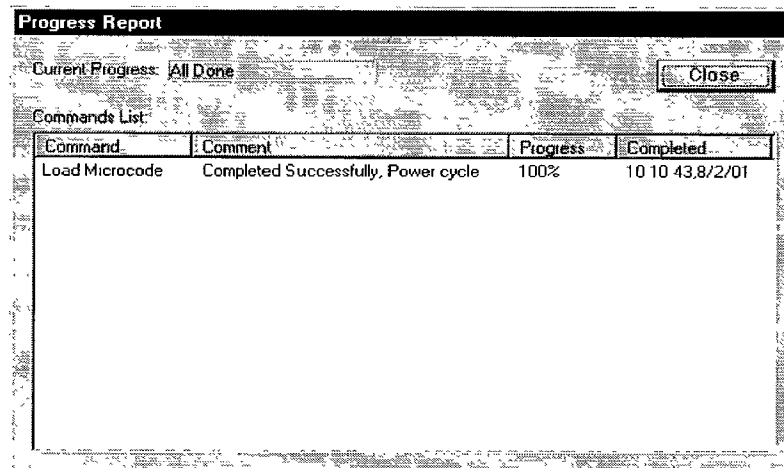 Progress Report
Current Progress: All Done
Close
Commands List:
Command Comment Progress Completed
Load Microcode Completed Successfully, Power cycle 100% 10 10 43,8/2/01